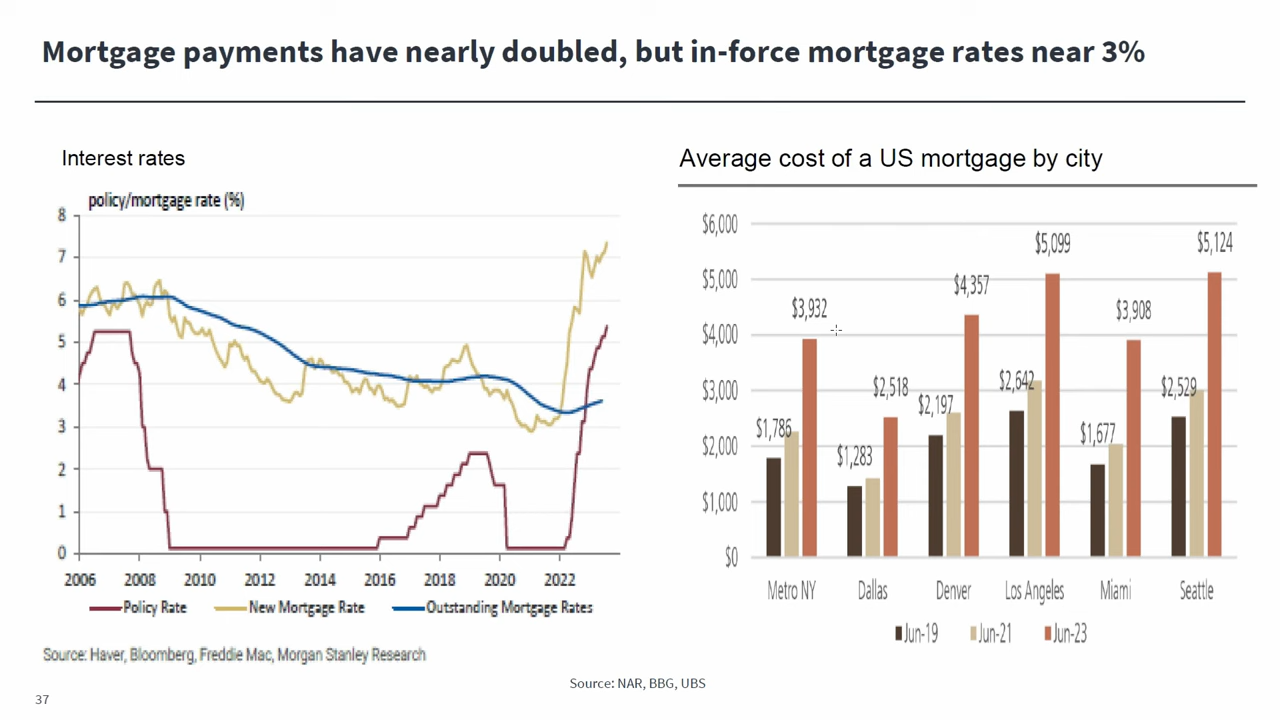 Mortgage payments have nearly doubled, but in-force mortgage rates near 3%
Interest rates
policy/mortgage rate (%)
8
7
6
5
4
3
2
1
0
2006 2008 2010 2012 2014 2016 2018 2020 2022
Policy Rate New Mortgage Rate Outstanding Mortgage Rates
Source: Haver, Bloomberg, Freddie Mac, Morgan Stanley Research
Average cost of a US mortgage by city
$6,000
$5,000
$4,000
$3,000
$2,000
$1,000
$0
$1,786 $3,932
$1,283 $2,518
$2,197 $4,357
$2,642 $5,099
$1,677 $3,908
$2,529 $5,124
Metro NY Dallas Denver Los Angeles Miami Seattle
Jun-19 Jun-21 Jun-23
Source: NAR, BBG, UBS
37